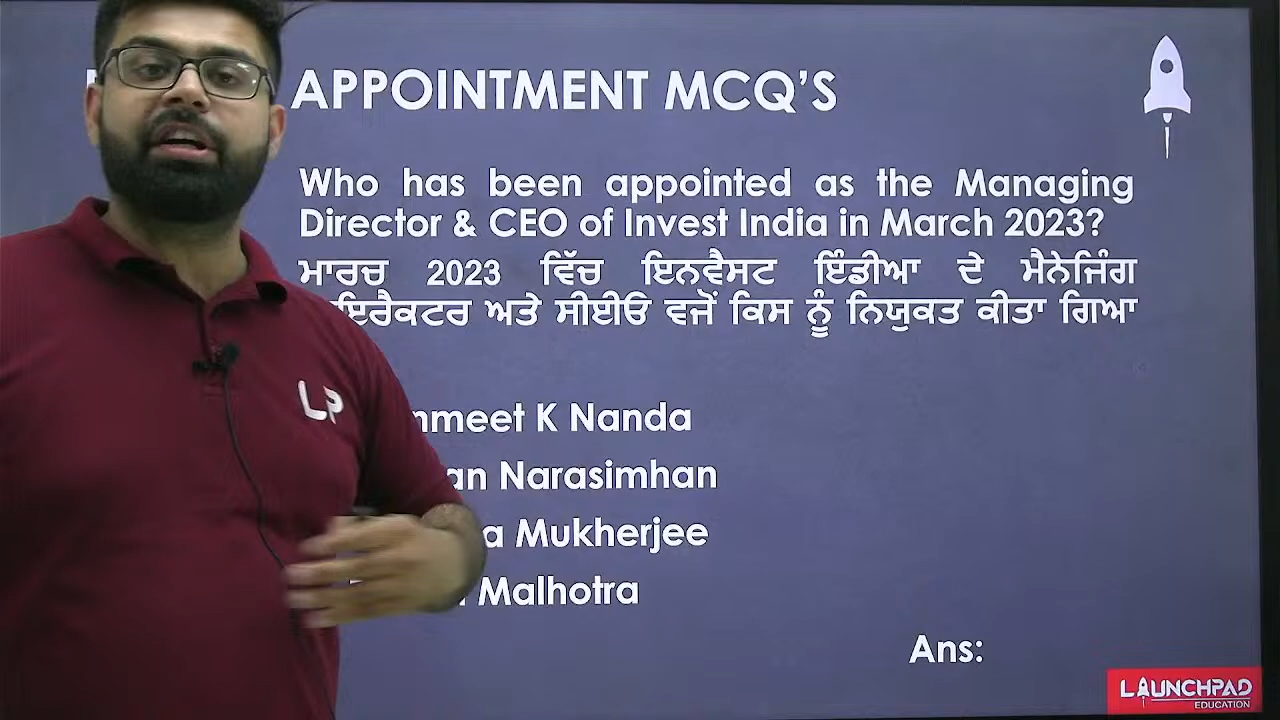 APPOINTMENT MCQ'S
Who has been appointed as the Managing
Director & CEO of Invest India in March 2023?
ਮਾਰਚ 2023 ਵਿੱਚ ਇਨਵੈਸਟ ਇੰਡੀਆ ਦੇ ਮੈਨੇਜਿੰਗ
ਅਤੇ ਸੀਈਓ ਵਜੋਂ ਕਿਸ ਨੂੰ ਨਿਯੁਕਤ ਕੀਤਾ ਗਿਆ
K Nanda
Narasimhan
Mukherjee
Malhotra
Ans:
LP
LAUNCHPAD
EDUCATION